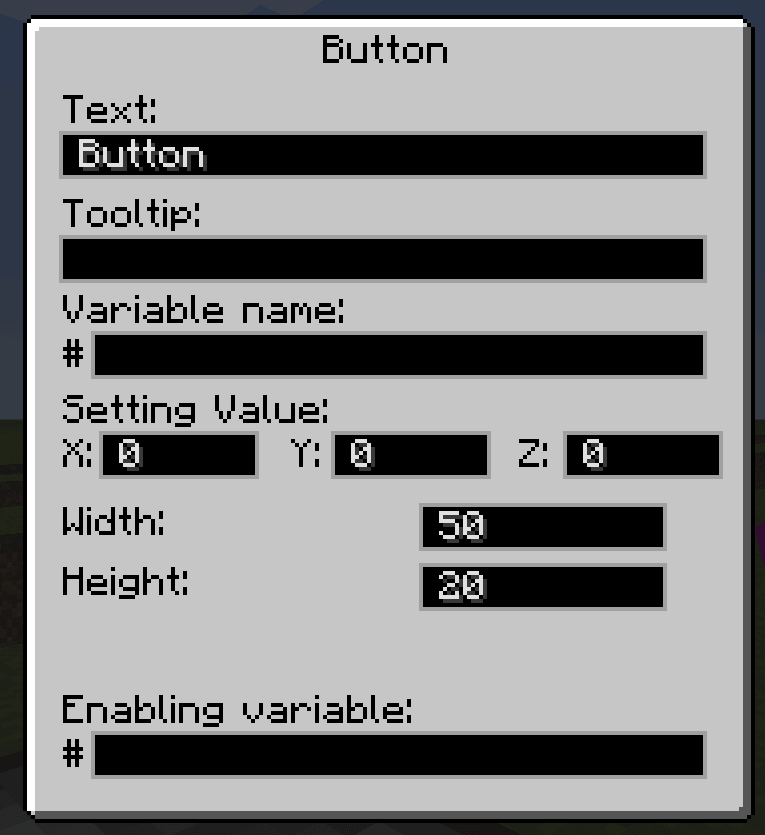 Button
Text:
Button
Tooltip:
Variable name:
#
Setting Value:
X: 0 Y: 0 Z: 0
Width: 50
Height: 20
Enabling variable:
#